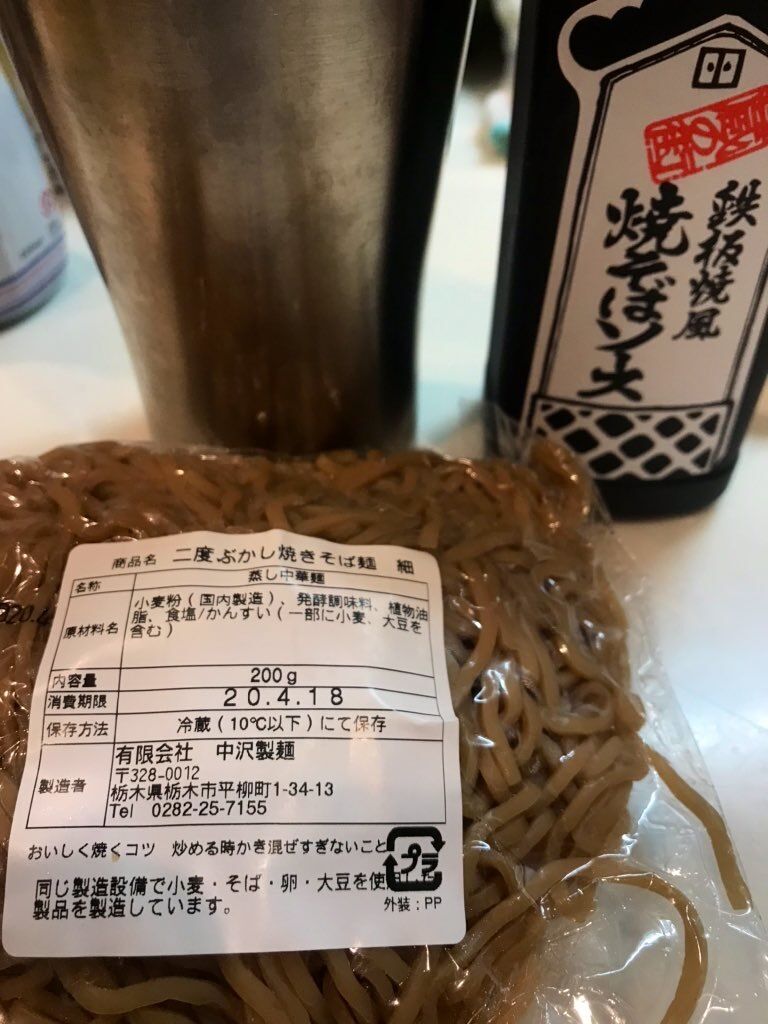 蔵の街
鉄板焼風
焼そばソース
商品名 二度ぶかし焼きそば麺 細
名称 蒸し中華麺
原材料名 小麦粉(国内製造)、発酵調味料、植物油
脂、食塩/かんすい(一部に小麦、大豆を
含む)
内容量 200g
消費期限 20.4.18
保存方法 冷蔵(10℃以下)にて保存
製造者 有限会社 中沢製麺
〒328-0012
栃木県栃木市平柳町1-34-13
Tel 0282-25-7155
おいしく焼くコツ 炒める時かき混ぜすぎないこと
プラ
外装:PP
同じ製造設備で小麦・そば・卵・大豆を使用した
製品を製造しています。